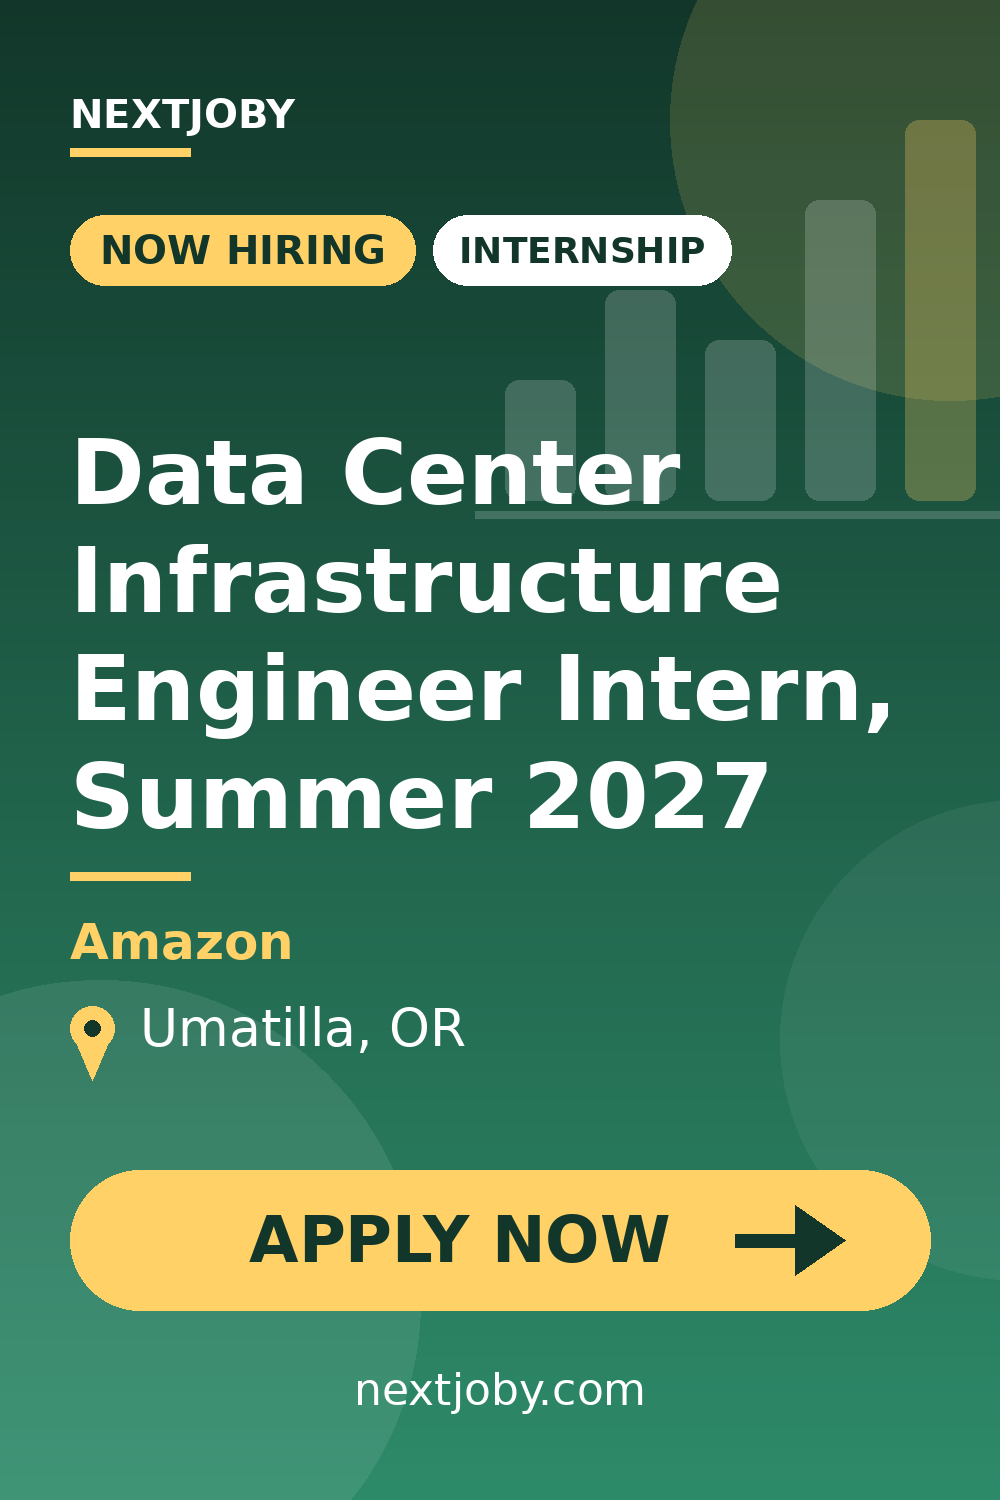 NEXTJOBY
NOW HIRING
INTERNSHIP
Data Center
Infrastructure
Engineer Intern,
Summer 2027
Amazon
Umatilla, OR
APPLY NOW
nextjoby.com